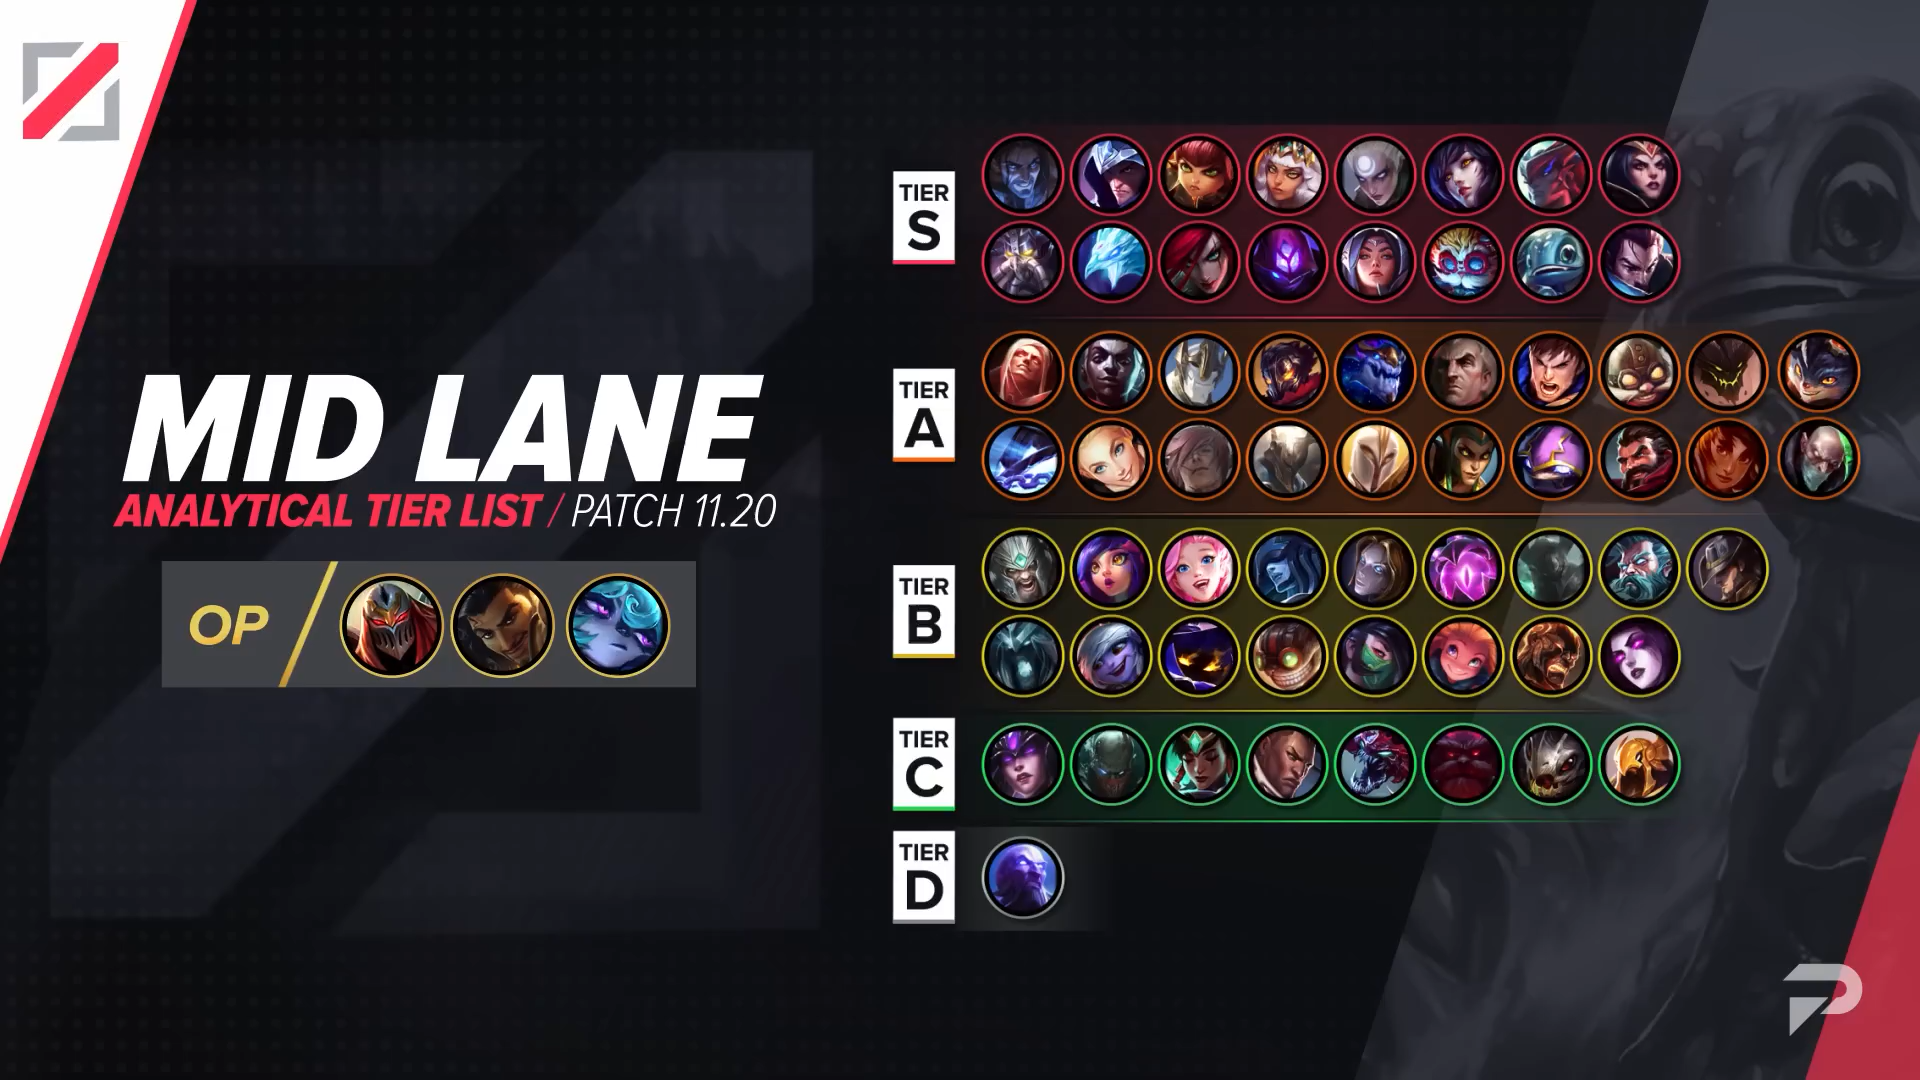 MID LANE
ANALYTICAL TIER LIST / PATCH 11.20
OP
TIER
S
TIER
A
TIER
B
TIER
C
TIER
D